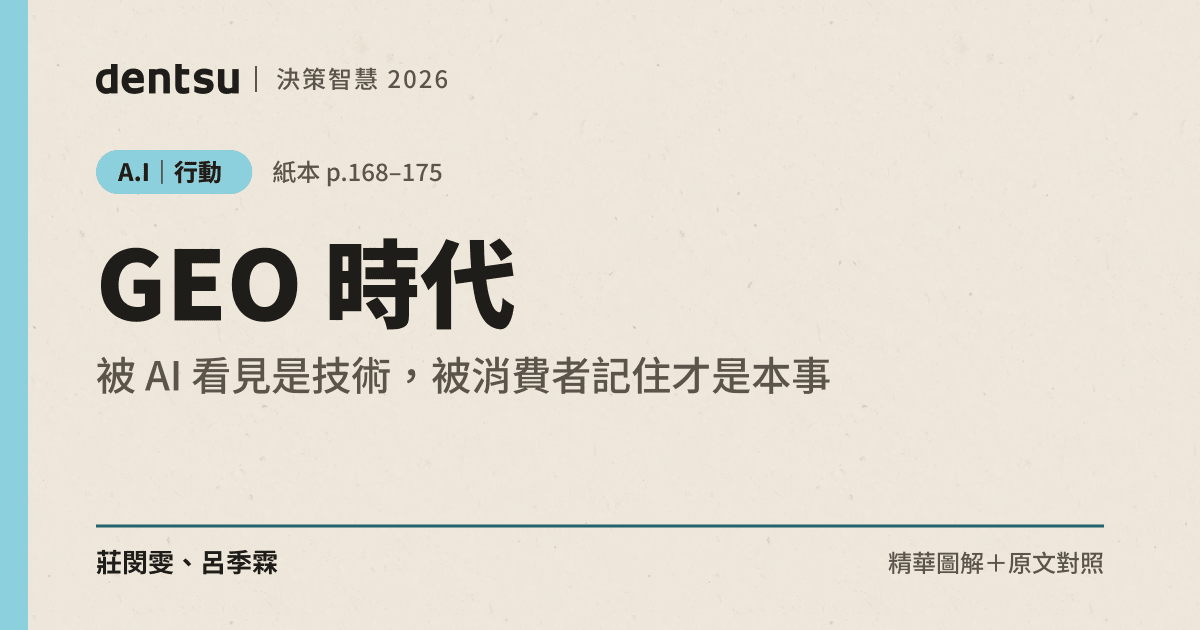 dentsu｜決策智慧 2026
A.I｜行動 紙本 p.168–175
GEO 時代
被 AI 看見是技術，被消費者記住才是本事
莊閔雯、呂季霖 精華圖解＋原文對照